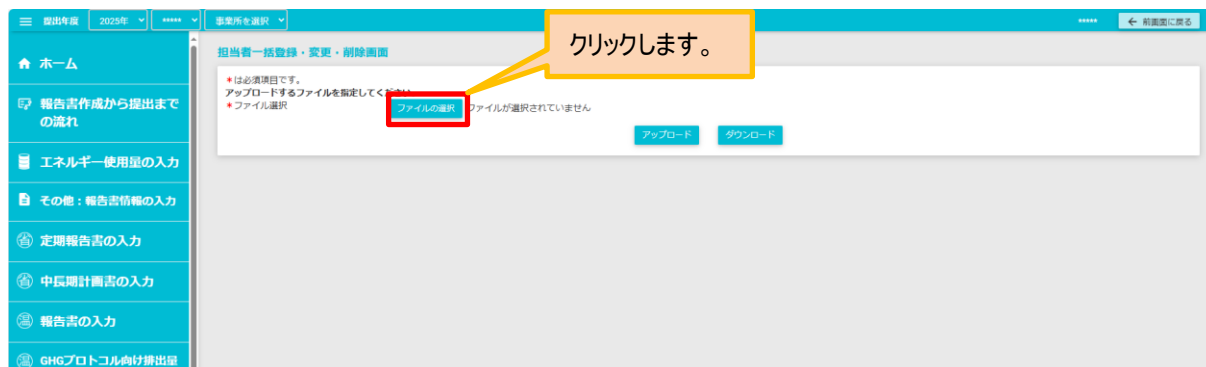 提出年度 2025年 ***** 事業所を選択 ***** ← 前画面に戻る
クリックします。
ホーム
報告書作成から提出まで
の流れ
エネルギー使用量の入力
その他：報告書情報の入力
定期報告書の入力
中長期計画書の入力
報告書の入力
GHGプロトコル向け排出量
担当者一括登録・変更・削除画面
*は必須項目です。
アップロードするファイルを指定してください
*ファイル選択 ファイルの選択 ファイルが選択されていません
アップロード ダウンロード